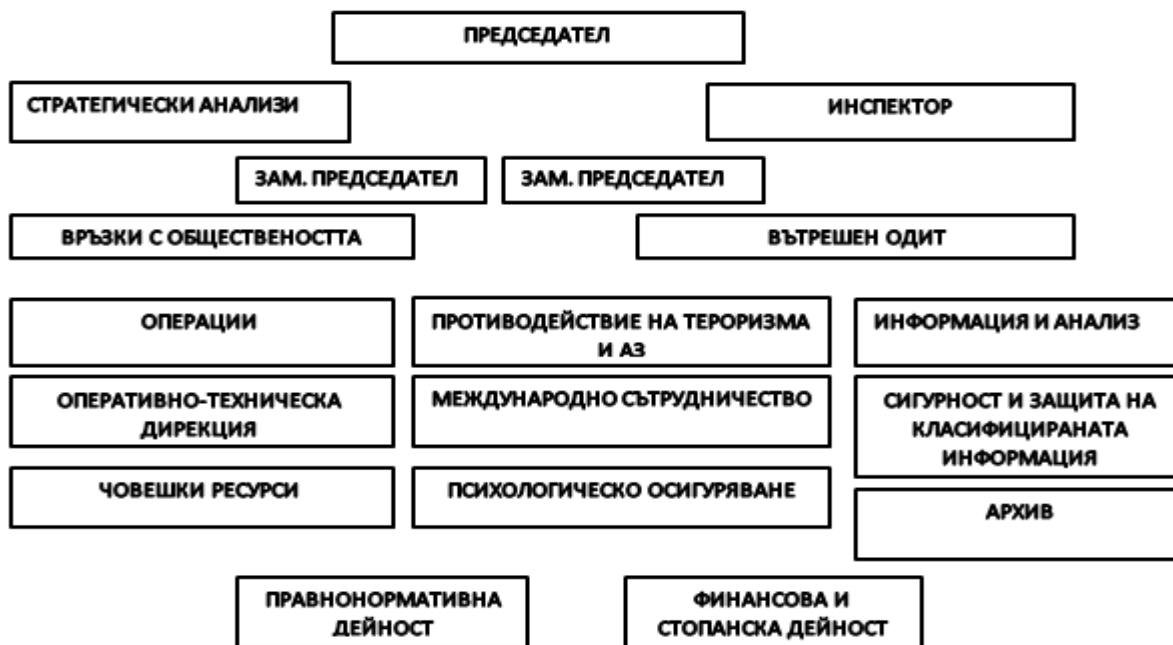 ПРЕДСЕДАТЕЛ
СТРАТЕГИЧЕСКИ АНАЛИЗИ
ИНСПЕКТОР
ЗАМ. ПРЕДСЕДАТЕЛ
ЗАМ. ПРЕДСЕДАТЕЛ
ВРЪЗКИ С ОБЩЕСТВЕНОСТТА
ВЪТРЕШЕН ОДИТ
ОПЕРАЦИИ
ПРОТИВОДЕЙСТВИЕ НА ТЕРОРИЗМА
И АЗ
ИНФОРМАЦИЯ И АНАЛИЗ
ОПЕРАТИВНО-ТЕХНИЧЕСКА
ДИРЕКЦИЯ
МЕЖДУНАРОДНО СЪТРУДНИЧЕСТВО
СИГУРНОСТ И ЗАЩИТА НА
КЛАСИФИЦИРАНАТА
ИНФОРМАЦИЯ
ЧОВЕШКИ РЕСУРСИ
ПСИХОЛОГИЧЕСКО ОСИГУРЯВАНЕ
АРХИВ
ПРАВНОНОРМАТИВНА
ДЕЙНОСТ
ФИНАНСОВА И
СТОПАНСКА ДЕЙНОСТ